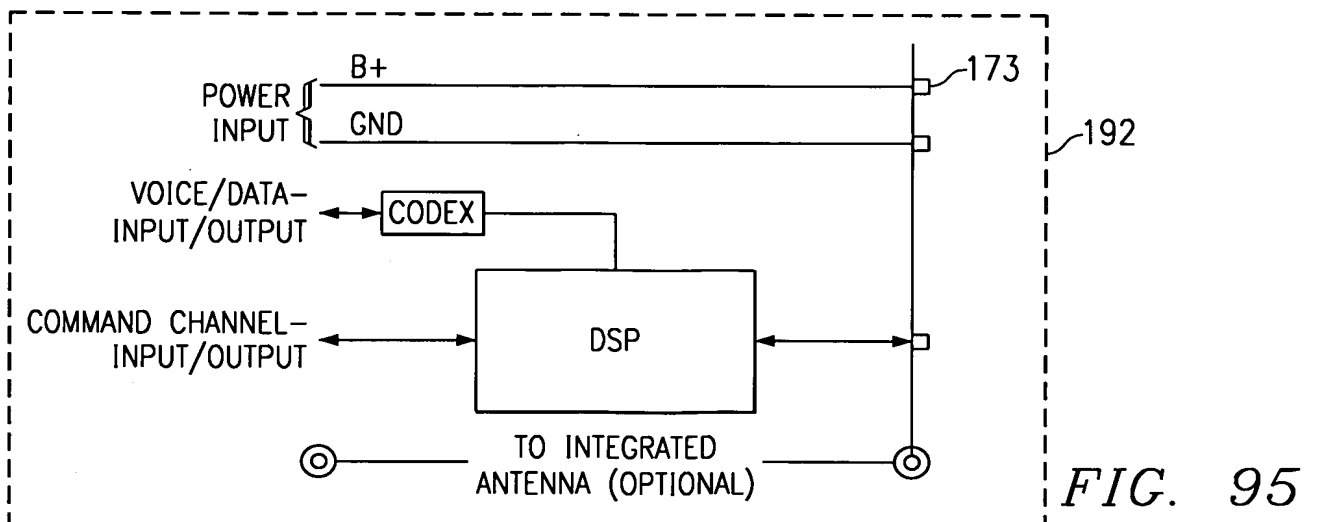 B+
173
POWER
INPUT
GND
192
VOICE/DATA-
INPUT/OUTPUT
CODEX
COMMAND CHANNEL-
INPUT/OUTPUT
DSP
TO INTEGRATED
ANTENNA (OPTIONAL)
FIG. 95